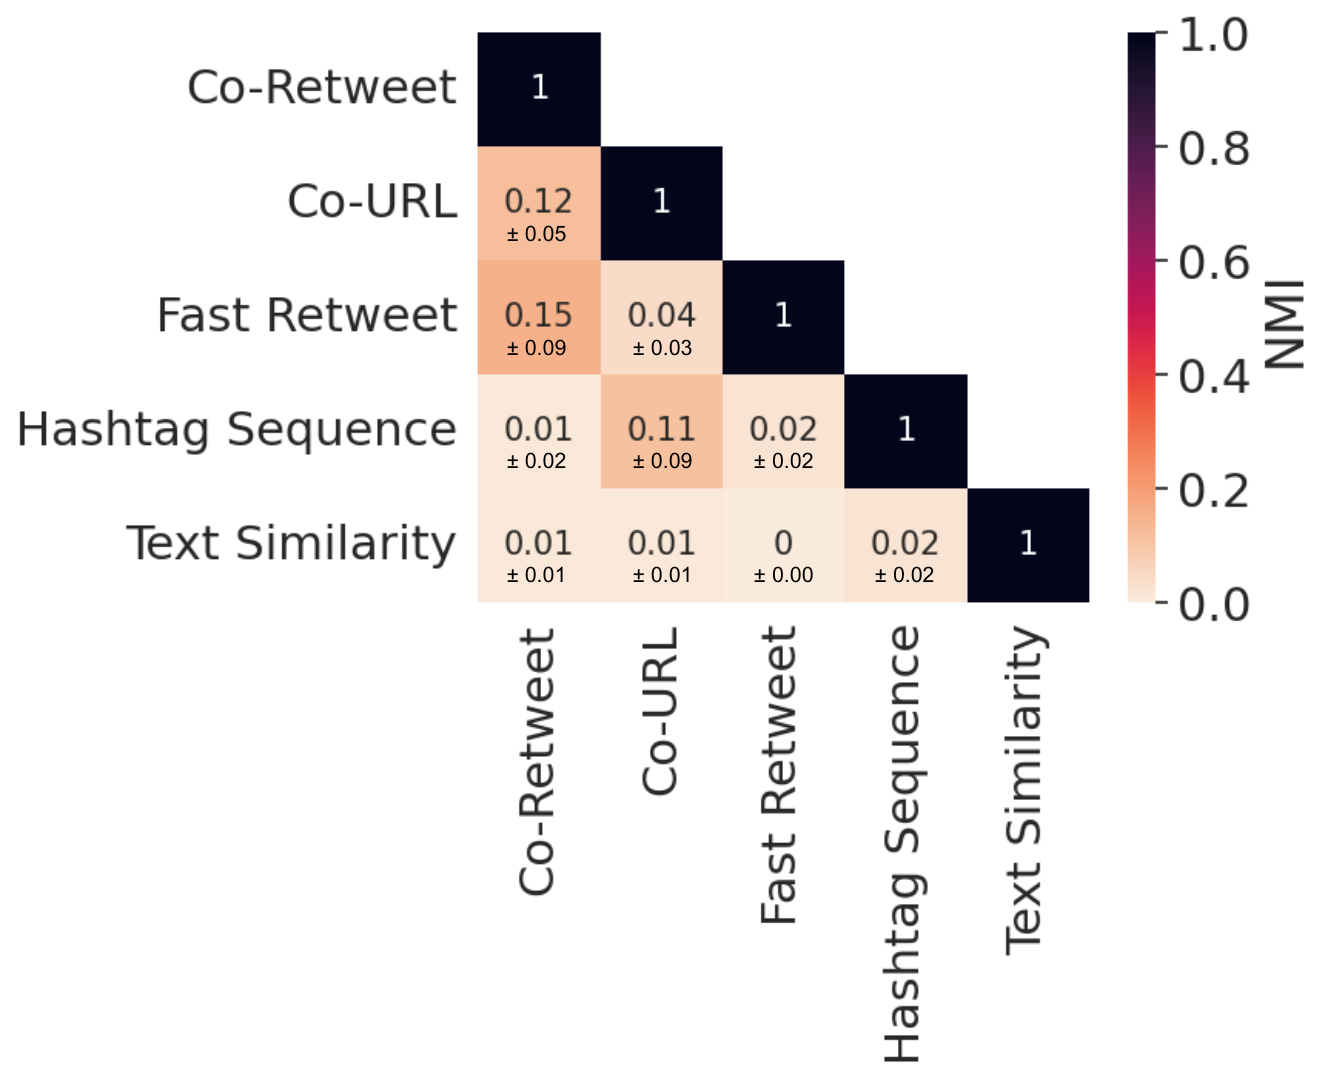 Co-Retweet
1
Co-URL
0.12
± 0.05
1
Fast Retweet
0.15
± 0.09
0.04
± 0.03
1
Hashtag Sequence
0.01
± 0.02
0.11
± 0.09
0.02
± 0.02
1
Text Similarity
0.01
± 0.01
0.01
± 0.01
0
± 0.00
0.02
± 0.02
1
Co-Retweet
Co-URL
Fast Retweet
Hashtag Sequence
Text Similarity
1.0
0.8
0.6
0.4
0.2
0.0
NMI